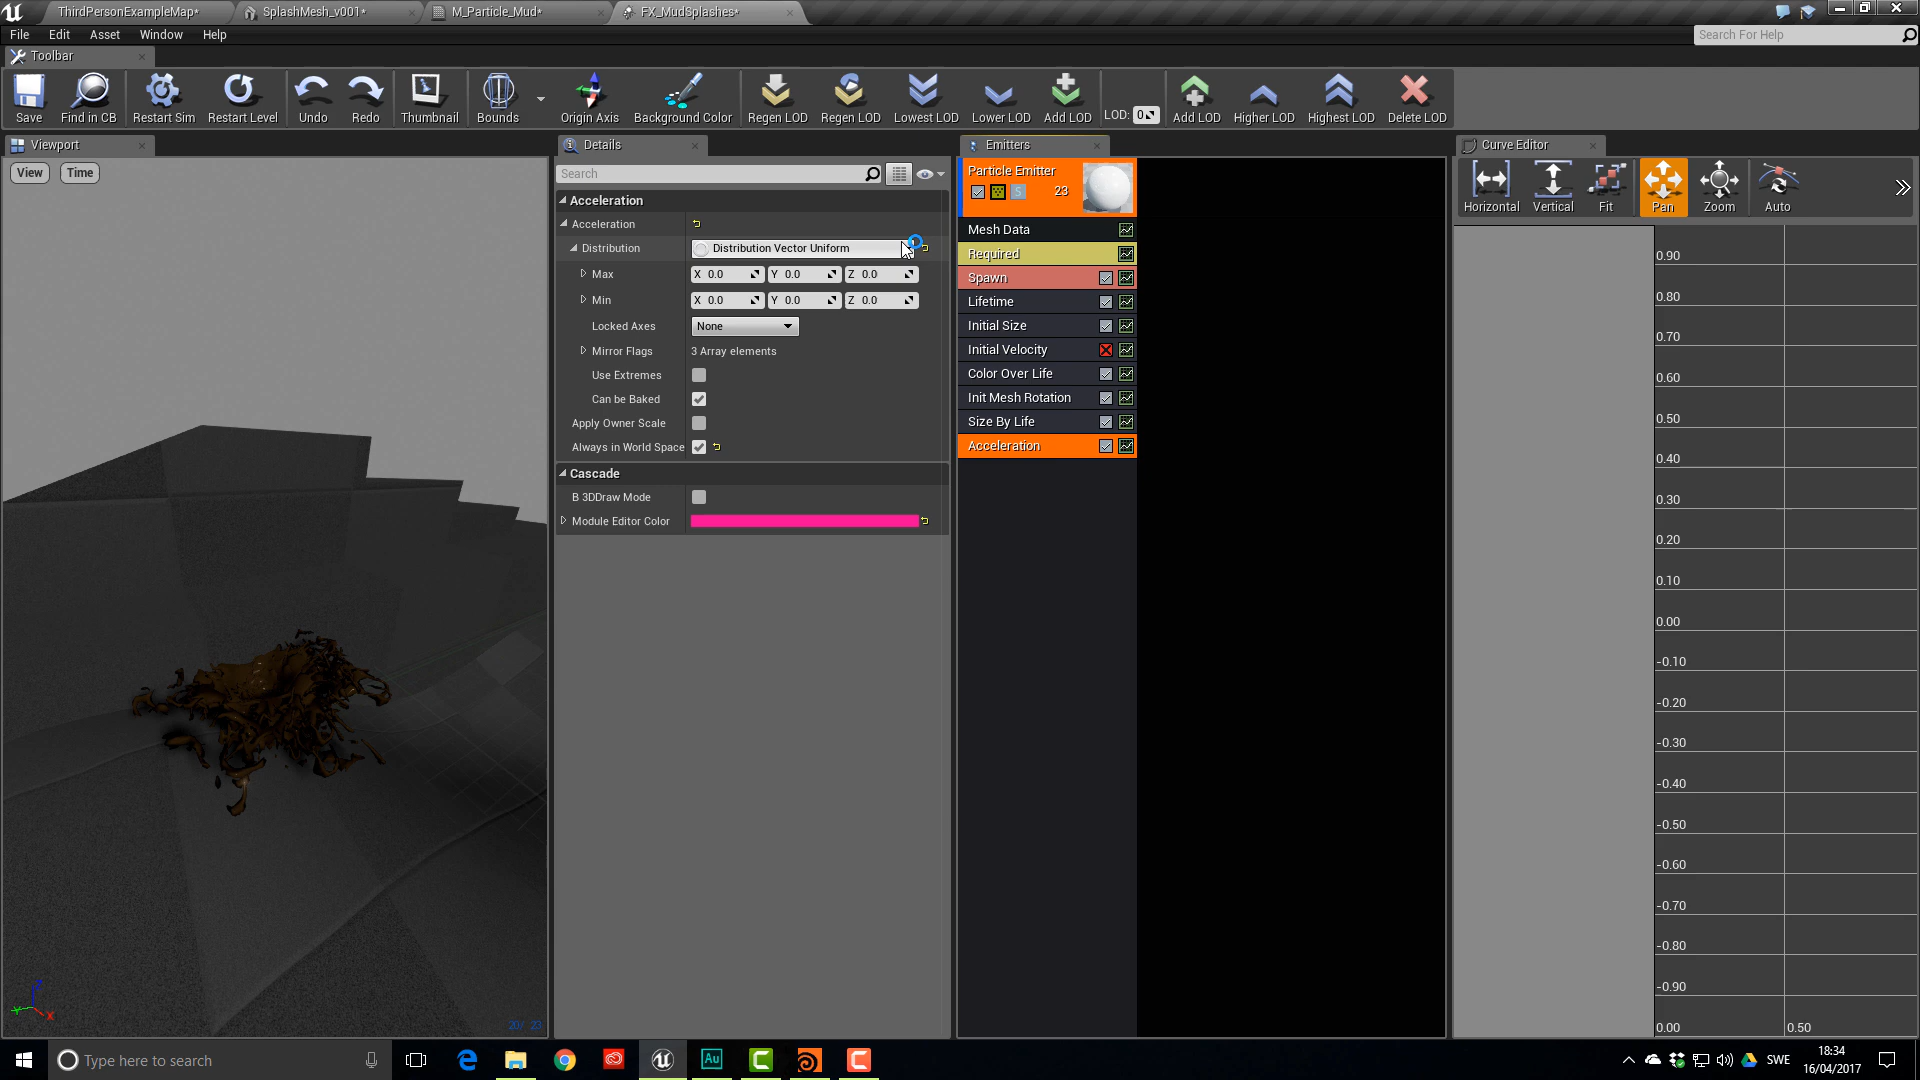 ThirdPersonExampleMap*
SplashMesh_v001*
M_Particle_Mud*
FX_MudSplashes*
File
Edit
Asset
Window
Help
Search For Help
Toolbar
Save
Find in CB
Restart Sim
Restart Level
Undo
Redo
Thumbnail
Bounds
Origin Axis
Background Color
Regen LOD
Regen LOD
Lowest LOD
Lower LOD
Add LOD
LOD: 0
Add LOD
Higher LOD
Highest LOD
Delete LOD
Viewport
View
Time
20/ 23
Details
Search
Acceleration
Acceleration
Distribution
Distribution Vector Uniform
Max
X 0.0
Y 0.0
Z 0.0
Min
X 0.0
Y 0.0
Z 0.0
Locked Axes
None
Mirror Flags
3 Array elements
Use Extremes
Can be Baked
Apply Owner Scale
Always in World Space
Cascade
B 3DDraw Mode
Module Editor Color
Emitters
Particle Emitter
S
23
Mesh Data
Required
Spawn
Lifetime
Initial Size
Initial Velocity
Color Over Life
Init Mesh Rotation
Size By Life
Acceleration
Curve Editor
Horizontal
Vertical
Fit
Pan
Zoom
Auto
0.90
0.80
0.70
0.60
0.50
0.40
0.30
0.20
0.10
0.00
-0.10
-0.20
-0.30
-0.40
-0.50
-0.60
-0.70
-0.80
-0.90
0.00
0.50
Type here to search
Au
SWE
18:34
16/04/2017